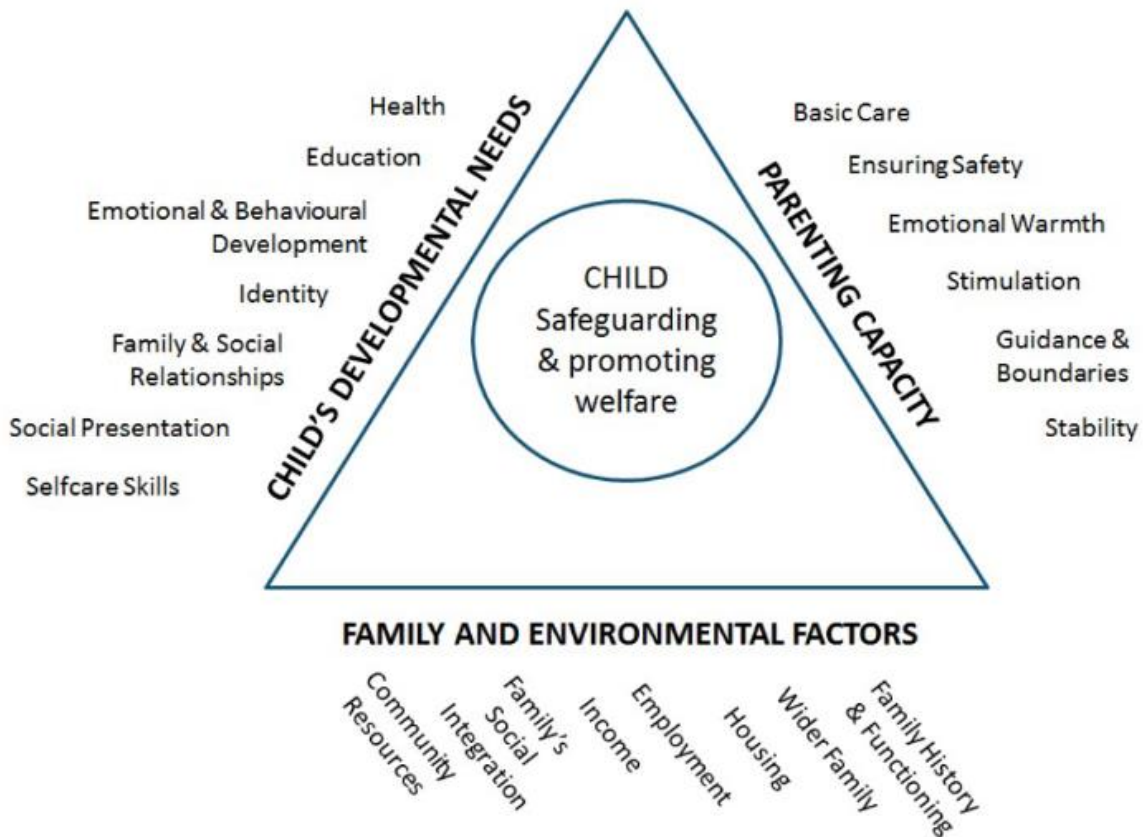 Health
Education
Emotional & Behavioural
Development
Identity
Family & Social
Relationships
Social Presentation
Selfcare Skills
CHILD'S DEVELOPMENTAL NEEDS
CHILD
Safeguarding
& promoting
welfare
PARENTING CAPACITY
Basic Care
Ensuring Safety
Emotional Warmth
Stimulation
Guidance &
Boundaries
Stability
FAMILY AND ENVIRONMENTAL FACTORS
Community
Resources
Family's
Social
Integration
Income
Employment
Housing
Wider Family
Family History
& Functioning